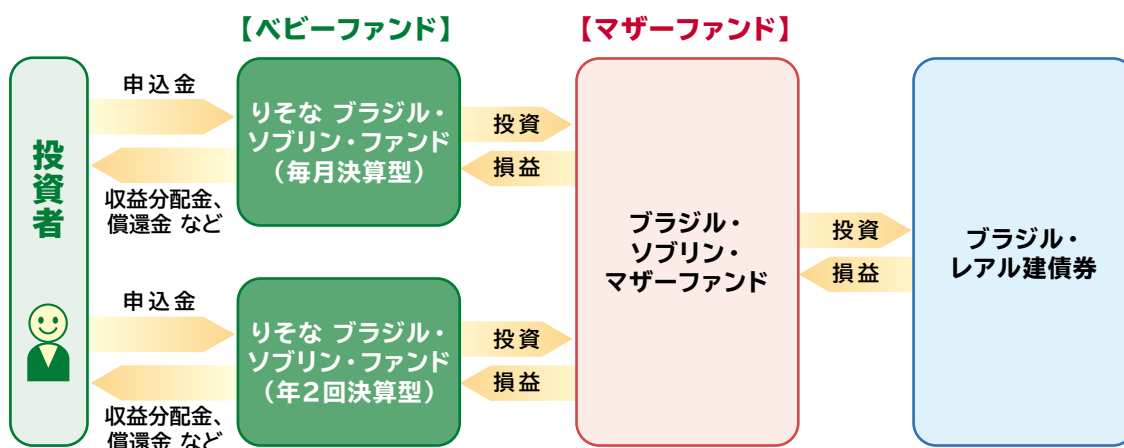 【ベビーファンド】
【マザーファンド】
投資者
申込金
収益分配金、
償還金 など
りそな ブラジル・
ソブリン・ファンド
（毎月決算型）
投資
損益
申込金
収益分配金、
償還金 など
りそな ブラジル・
ソブリン・ファンド
（年2回決算型）
投資
損益
ブラジル・
ソブリン・
マザーファンド
投資
損益
ブラジル・
レアル建債券